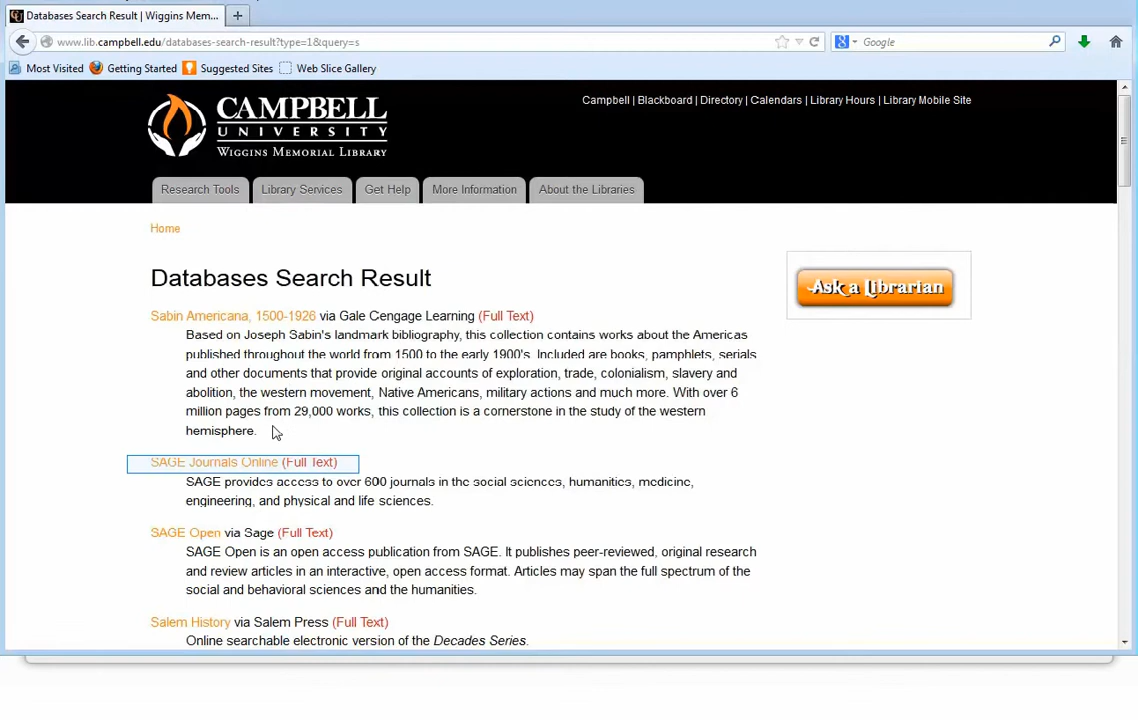 Databases Search Result | Wiggins Mem...
www.lib.campbell.edu/databases-search-result?type=1&query=s
Google
Most Visited Getting Started Suggested Sites Web Slice Gallery
CAMPBELL
UNIVERSITY
WIGGINS MEMORIAL LIBRARY
Campbell | Blackboard | Directory | Calendars | Library Hours | Library Mobile Site
Research Tools Library Services Get Help More Information About the Libraries
Home
Databases Search Result
Ask a Librarian
Sabin Americana, 1500-1926 via Gale Cengage Learning (Full Text)
Based on Joseph Sabin's landmark bibliography, this collection contains works about the Americas
published throughout the world from 1500 to the early 1900's. Included are books, pamphlets, serials
and other documents that provide original accounts of exploration, trade, colonialism, slavery and
abolition, the western movement, Native Americans, military actions and much more. With over 6
million pages from 29,000 works, this collection is a cornerstone in the study of the western
hemisphere.
SAGE Journals Online (Full Text)
SAGE provides access to over 600 journals in the social sciences, humanities, medicine,
engineering, and physical and life sciences.
SAGE Open via Sage (Full Text)
SAGE Open is an open access publication from SAGE. It publishes peer-reviewed, original research
and review articles in an interactive, open access format. Articles may span the full spectrum of the
social and behavioral sciences and the humanities.
Salem History via Salem Press (Full Text)
Online searchable electronic version of the Decades Series.